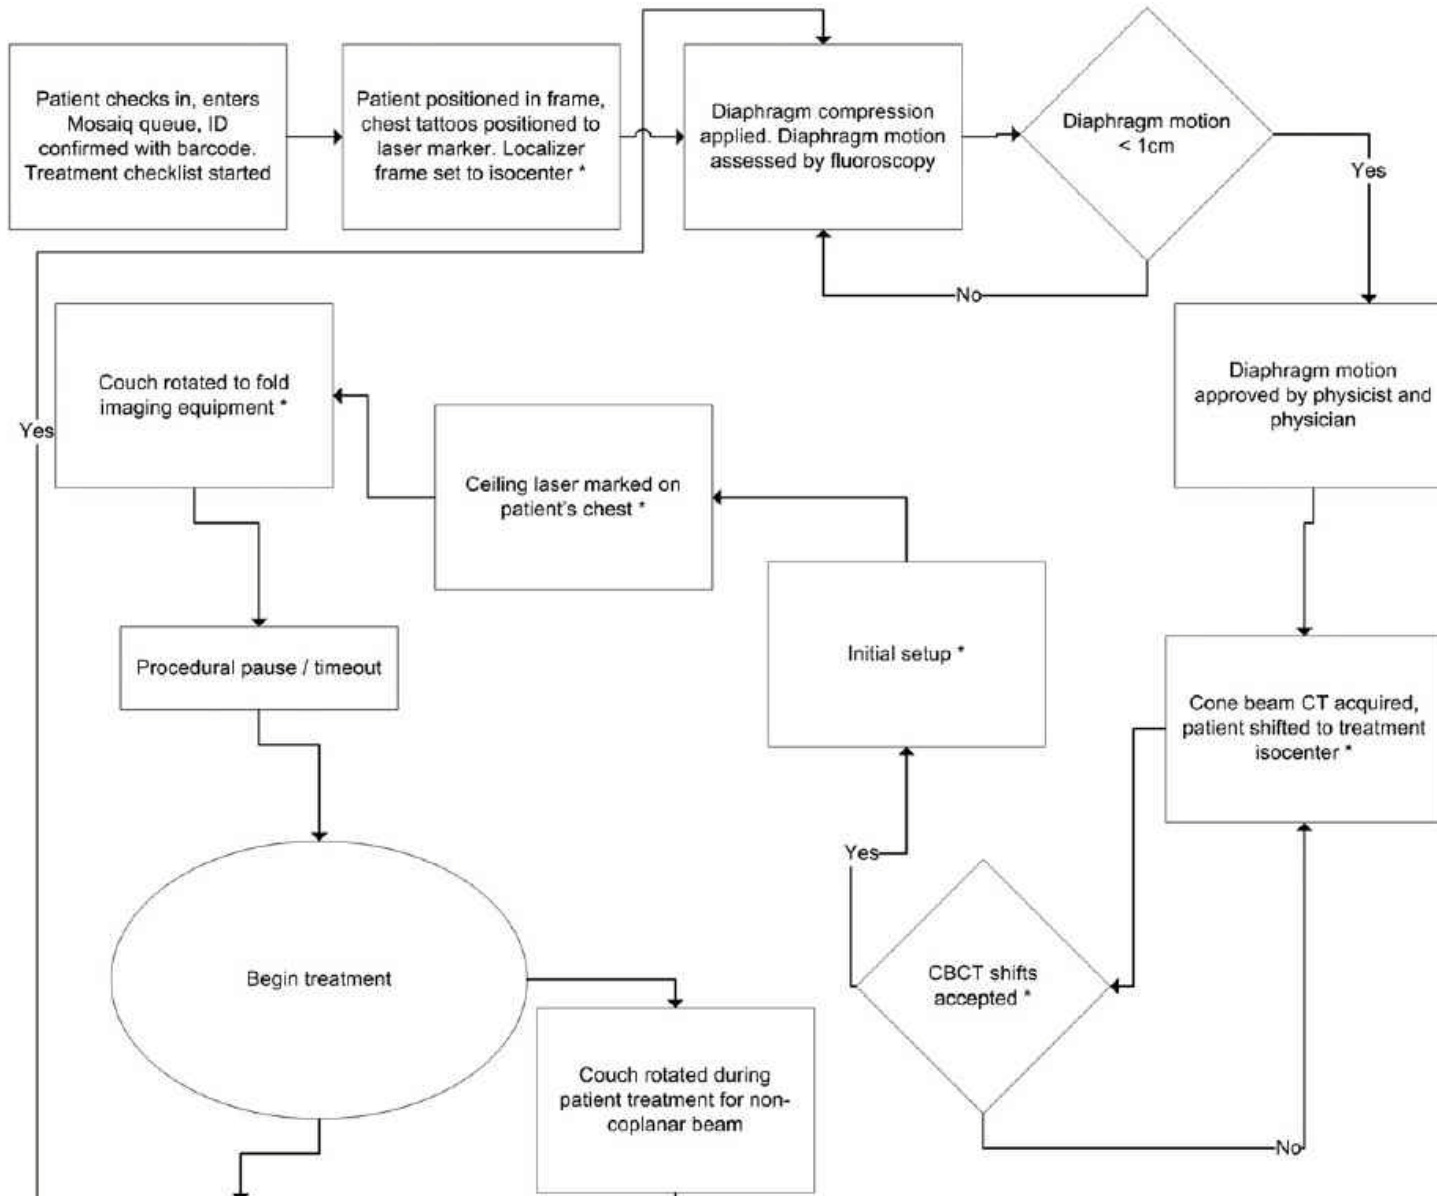 Patient checks in, enters
Mosaiq queue, ID
confirmed with barcode.
Treatment checklist started
Patient positioned in frame,
chest tattoos positioned to
laser marker. Localizer
frame set to isocenter *
Diaphragm compression
applied. Diaphragm motion
assessed by fluoroscopy
Diaphragm motion
< 1cm
Yes
No
Diaphragm motion
approved by physicist and
physician
Couch rotated to fold
imaging equipment *
Yes
Ceiling laser marked on
patient's chest *
Initial setup *
Procedural pause / timeout
Cone beam CT acquired,
patient shifted to treatment
isocenter *
Yes
CBCT shifts
accepted *
No
Begin treatment
Couch rotated during
patient treatment for non-
coplanar beam